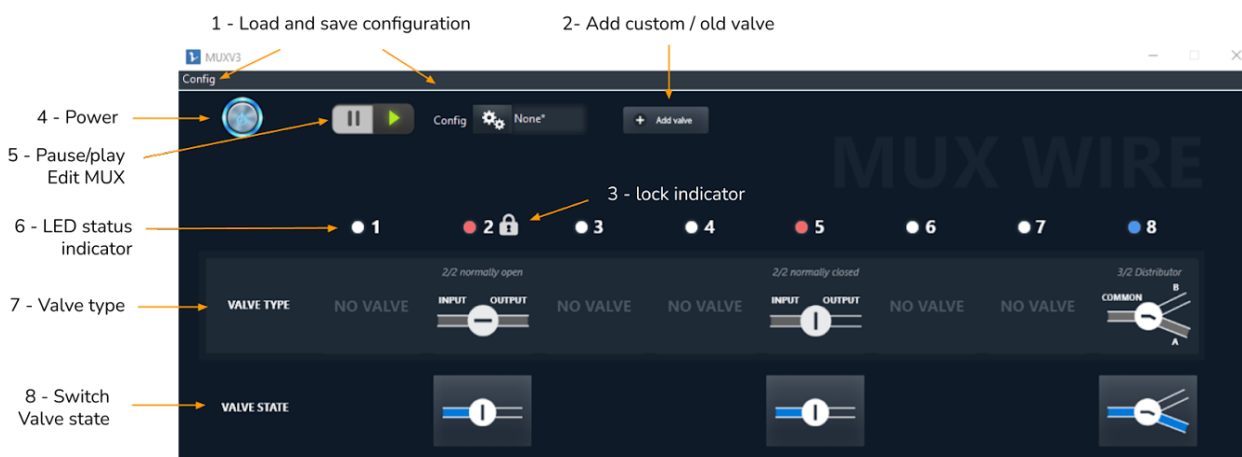 1 - Load and save configuration
2- Add custom / old valve
MUXV3
Config
4 - Power
Config
None*
+ Add valve
5 - Pause/play
Edit MUX
MUX WIRE
3 - lock indicator
6 - LED status
indicator
1
2
3
4
5
6
7
8
2/2 normally open
2/2 normally closed
3/2 Distributor
7 - Valve type
VALVE TYPE
NO VALVE
INPUT OUTPUT
NO VALVE
NO VALVE
INPUT OUTPUT
NO VALVE
NO VALVE
COMMON
B
A
8 - Switch
Valve state
VALVE STATE